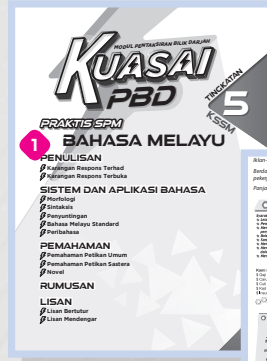 MODUL PENTAKSIRAN BILIK DARJAH
KUASAI
PBD
TINGKATAN
5
KSSM
PRAKTIS SPM
1
BAHASA MELAYU
PENULISAN
Karangan Respons Terhad
Karangan Respons Terbuka
SISTEM DAN APLIKASI BAHASA
Morfologi
Sintaksis
Penyuntingan
Bahasa Melayu Standard
Peribahasa
PEMAHAMAN
Pemahaman Petikan Umum
Pemahaman Petikan Sastera
Novel
RUMUSAN
LISAN
Lisan Bertutur
Lisan Mendengar
Iklan